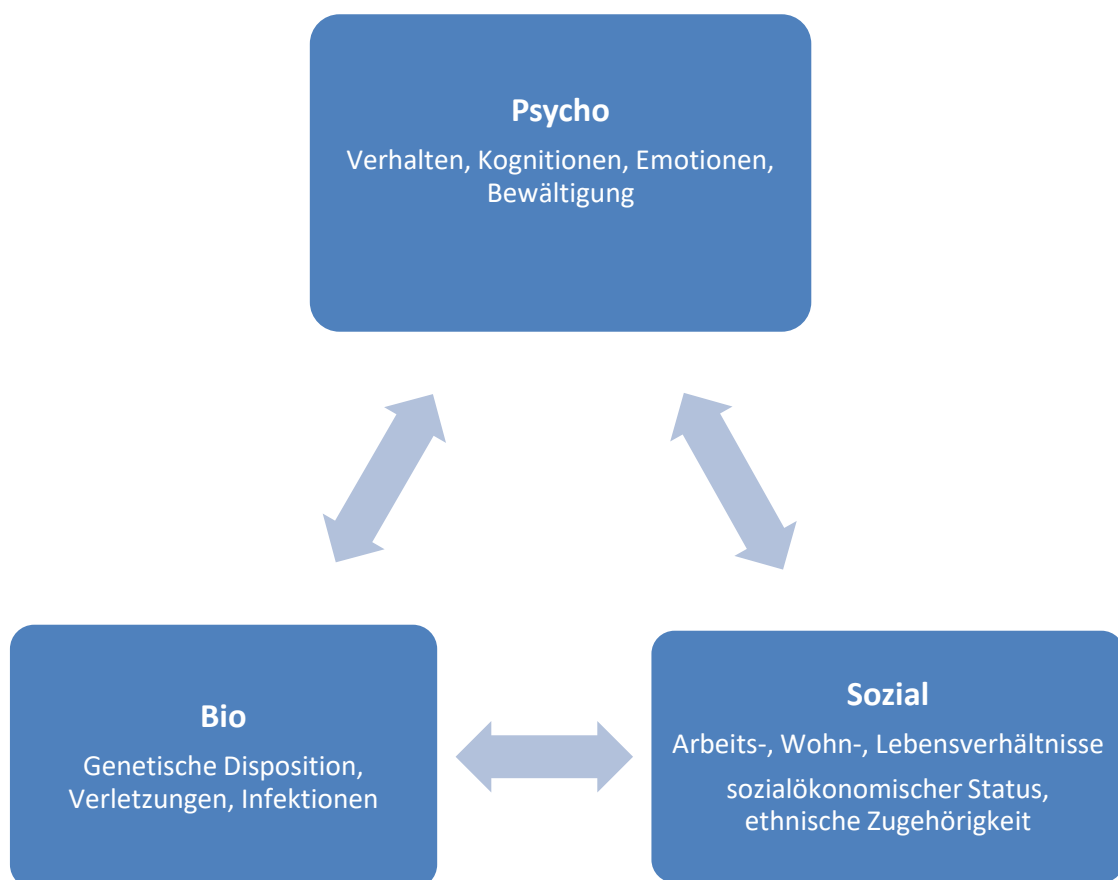 Psycho
Verhalten, Kognitionen, Emotionen,
Bewältigung
Bio
Genetische Disposition,
Verletzungen, Infektionen
Sozial
Arbeits-, Wohn-, Lebensverhältnisse
sozialökonomischer Status,
ethnische Zugehörigkeit